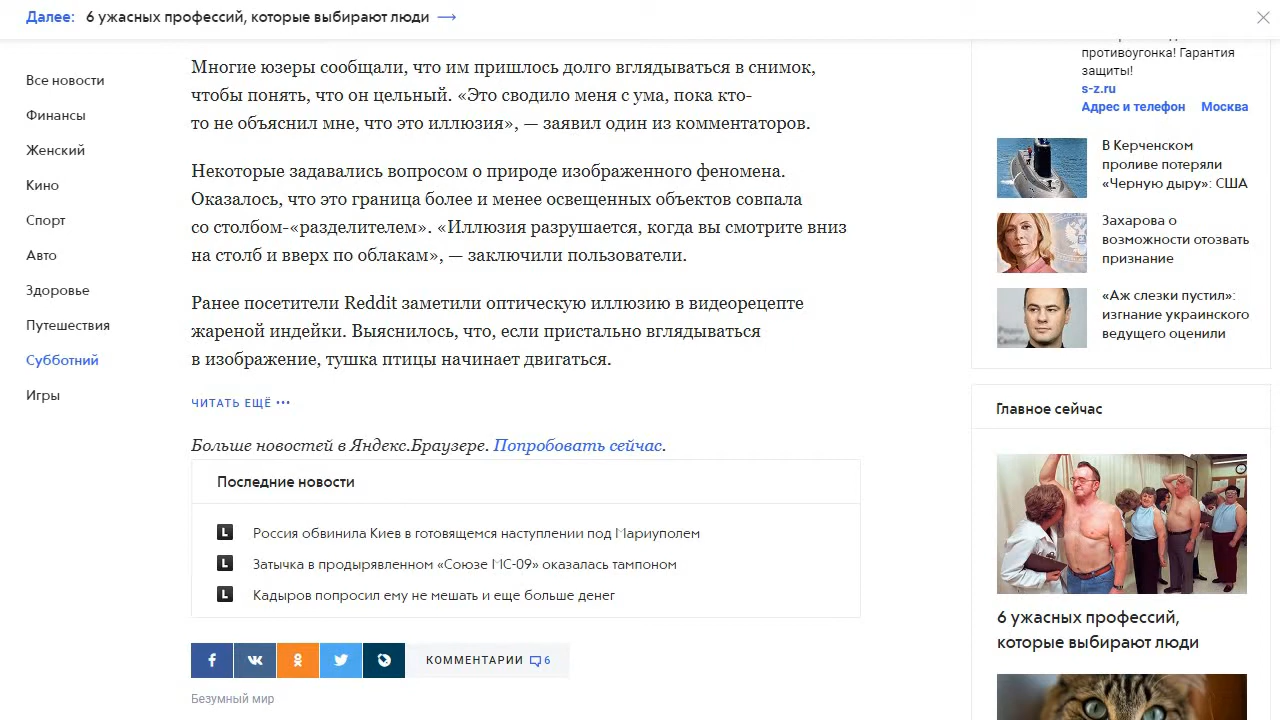 Далее: 6 ужасных профессий, которые выбирают люди →
Все новости
Финансы
Женский
Кино
Спорт
Авто
Здоровье
Путешествия
Субботний
Игры
Многие юзеры сообщали, что им пришлось долго вглядываться в снимок,
чтобы понять, что он цельный. «Это сводило меня с ума, пока кто-
то не объяснил мне, что это иллюзия», — заявил один из комментаторов.
Некоторые задавались вопросом о природе изображенного феномена.
Оказалось, что это граница более и менее освещенных объектов совпала
со столбом-«разделителем». «Иллюзия разрушается, когда вы смотрите вниз
на столб и вверх по облакам», — заключили пользователи.
Ранее посетители Reddit заметили оптическую иллюзию в видеорецепте
жареной индейки. Выяснилось, что, если пристально вглядываться
в изображение, тушка птицы начинает двигаться.
ЧИТАТЬ ЕЩЁ •••
Больше новостей в Яндекс.Браузере. Попробовать сейчас.
Последние новости
Россия обвинила Киев в готовящемся наступлении под Мариуполем
Затычка в продырявленном «Союзе МС-09» оказалась тампоном
Кадыров попросил ему не мешать и еще больше денег
КОММЕНТАРИИ 6
Безумный мир
противоугонка! Гарантия
защиты!
s-z.ru
Адрес и телефон Москва
В Керченском
проливе потеряли
«Черную дыру»: США
Захарова о
возможности отозвать
признание
«Аж слезки пустил»:
изгнание украинского
ведущего оценили
Главное сейчас
6 ужасных профессий,
которые выбирают люди